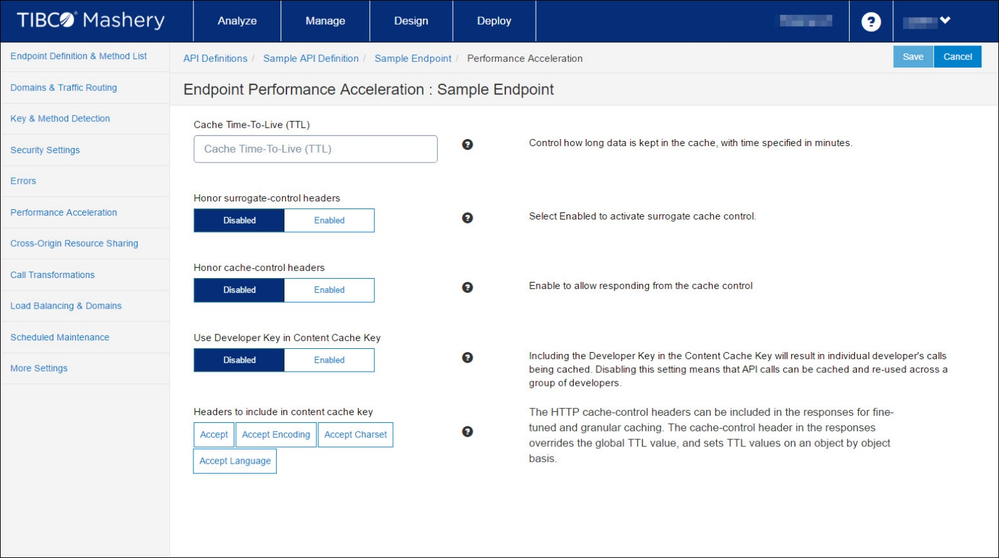 TIBCO® Mashery
Analyze
Manage
Design
Deploy
?
Endpoint Definition & Method List
Domains & Traffic Routing
Key & Method Detection
Security Settings
Errors
Performance Acceleration
Cross-Origin Resource Sharing
Call Transformations
Load Balancing & Domains
Scheduled Maintenance
More Settings
API Definitions / Sample API Definition / Sample Endpoint / Performance Acceleration
Save
Cancel
Endpoint Performance Acceleration : Sample Endpoint
Cache Time-To-Live (TTL)
Cache Time-To-Live (TTL)
?
Control how long data is kept in the cache, with time specified in minutes.
Honor surrogate-control headers
Disabled Enabled
?
Select Enabled to activate surrogate cache control.
Honor cache-control headers
Disabled Enabled
?
Enable to allow responding from the cache control
Use Developer Key in Content Cache Key
Disabled Enabled
?
Including the Developer Key in the Content Cache Key will result in individual developer's calls
being cached. Disabling this setting means that API calls can be cached and re-used across a
group of developers.
Headers to include in content cache key
Accept Accept Encoding Accept Charset
Accept Language
?
The HTTP cache-control headers can be included in the responses for fine-
tuned and granular caching. The cache-control header in the responses
overrides the global TTL value, and sets TTL values on an object by object
basis.